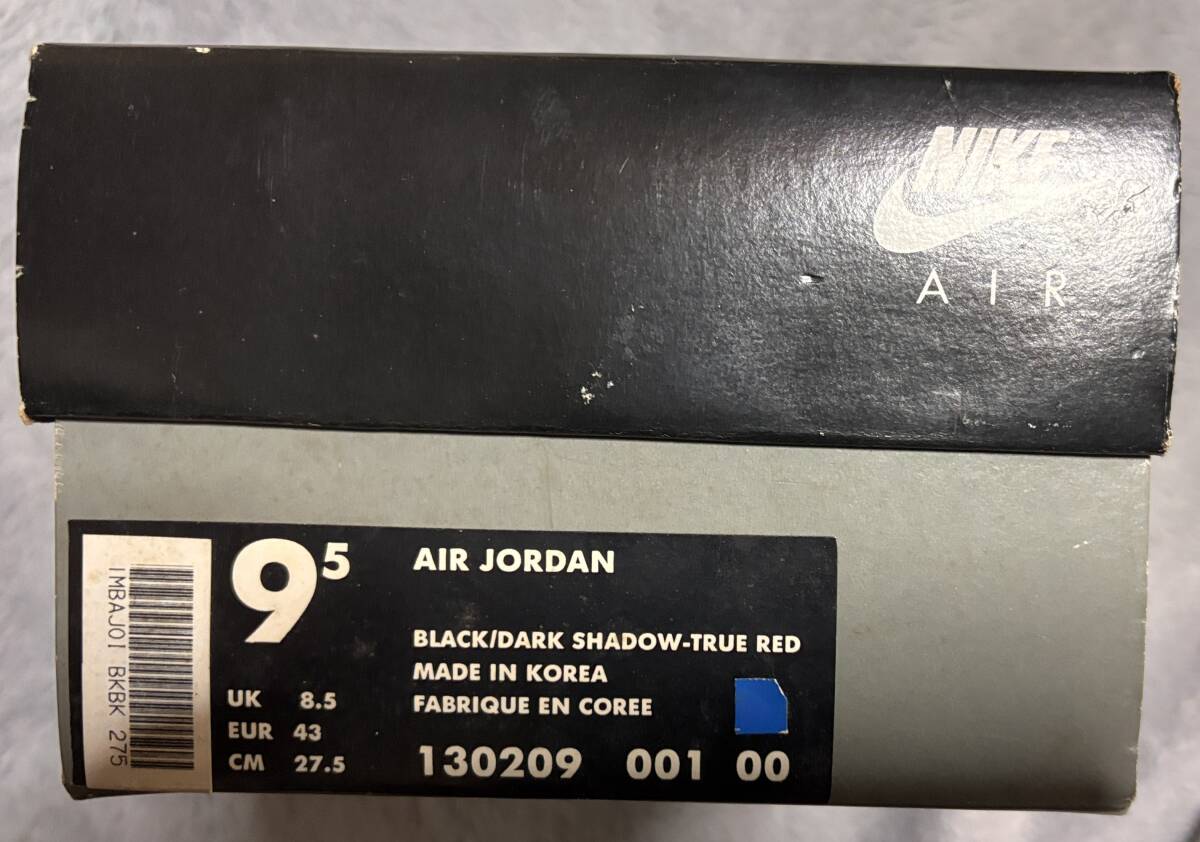 NIKE
AIR
IMBAJ0I BKBK 275
9⁵
AIR JORDAN
BLACK/DARK SHADOW-TRUE RED
MADE IN KOREA
FABRIQUE EN COREE
UK 8.5
EUR 43
CM 27.5
130209 001 00